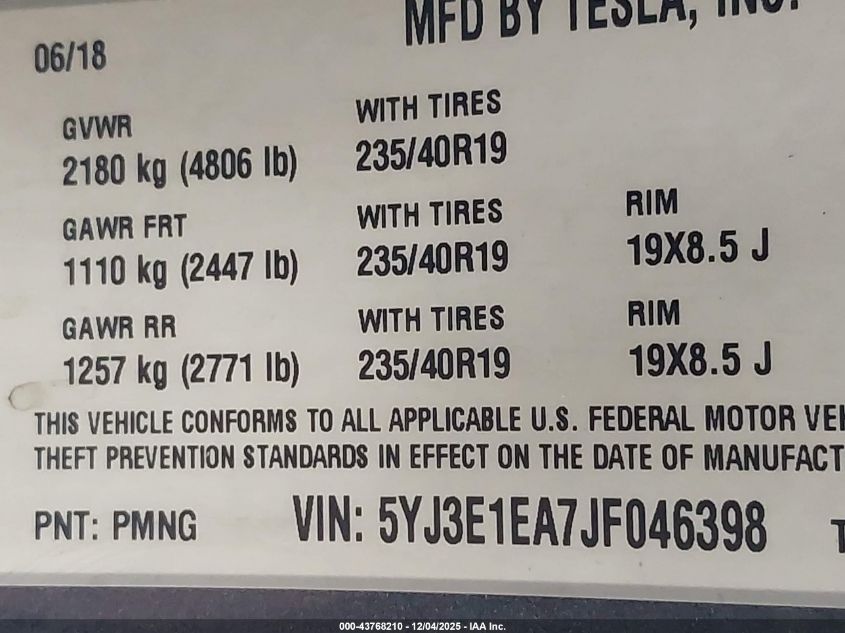 MFD BY TESLA, INC.
06/18
GVWR
2180 kg (4806 lb)
WITH TIRES
235/40R19
GAWR FRT
1110 kg (2447 lb)
WITH TIRES
235/40R19
RIM
19X8.5 J
GAWR RR
1257 kg (2771 lb)
WITH TIRES
235/40R19
RIM
19X8.5 J
THIS VEHICLE CONFORMS TO ALL APPLICABLE U.S. FEDERAL MOTOR VEH
THEFT PREVENTION STANDARDS IN EFFECT ON THE DATE OF MANUFACT
PNT: PMNG
VIN: 5YJ3E1EA7JF046398
T
000-43768210 - 12/04/2025 - IAA Inc.